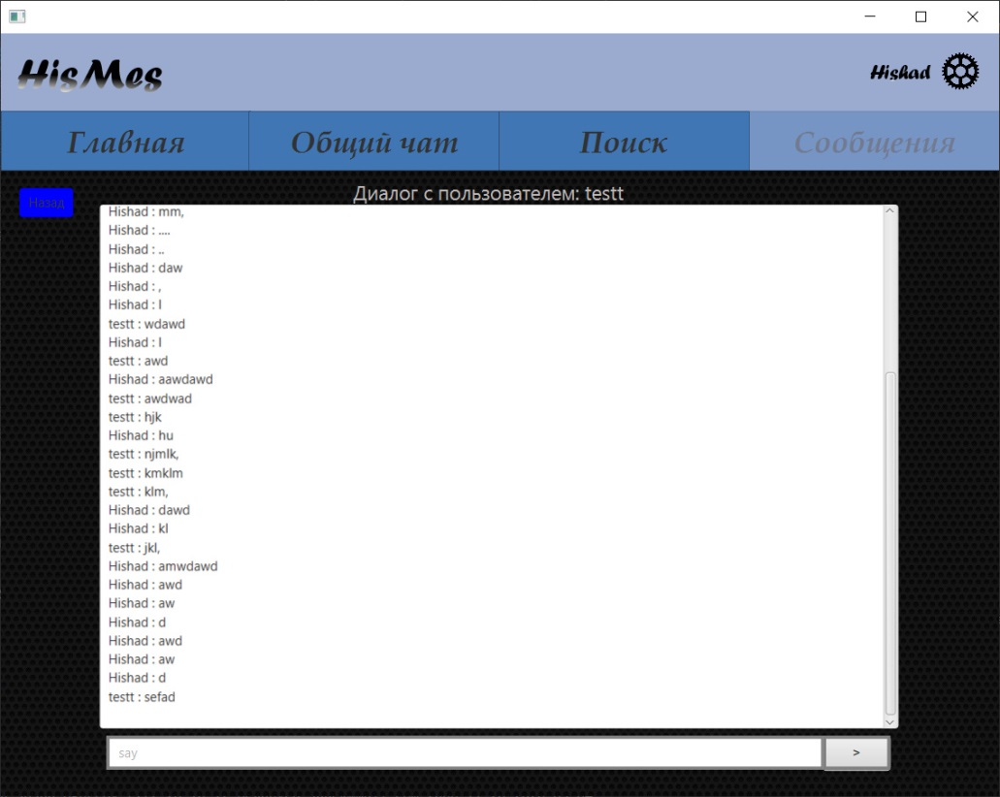 HisMes
Hishad
Главная
Общий чат
Поиск
Сообщения
Назад
Диалог с пользователем: testt
Hishad : mm,
Hishad : ....
Hishad : ..
Hishad : daw
Hishad : ,
Hishad : l
testt : wdawd
Hishad : l
testt : awd
Hishad : aawdawd
testt : awdwad
testt : hjk
Hishad : hu
testt : njmlk,
testt : kmklm
testt : klm,
Hishad : dawd
Hishad : kl
testt : jkl,
Hishad : amwdawd
Hishad : awd
Hishad : aw
Hishad : d
Hishad : awd
Hishad : aw
Hishad : d
testt : sefad
say
>